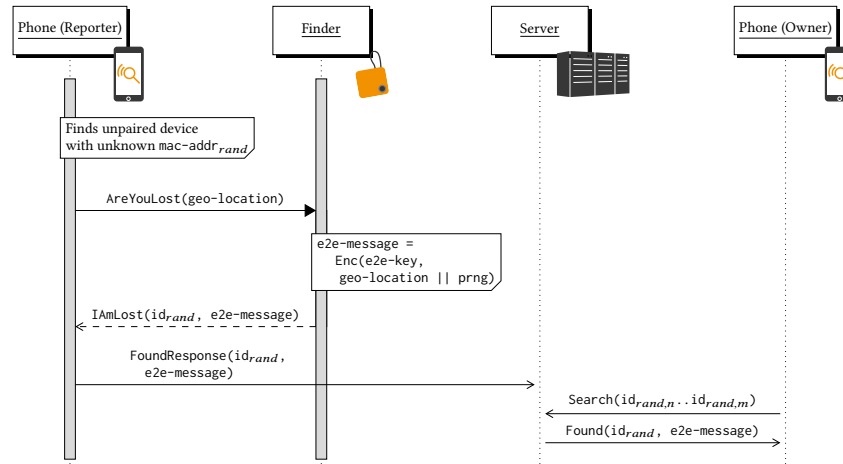 Phone (Reporter)
Finder
Server
Phone (Owner)
Finds unpaired device
with unknown mac-addr_rand
AreYouLost(geo-location)
e2e-message =
Enc(e2e-key,
geo-location || prng)
IAmLost(id_rand, e2e-message)
FoundResponse(id_rand,
e2e-message)
Search(id_rand,n..id_rand,m)
Found(id_rand, e2e-message)